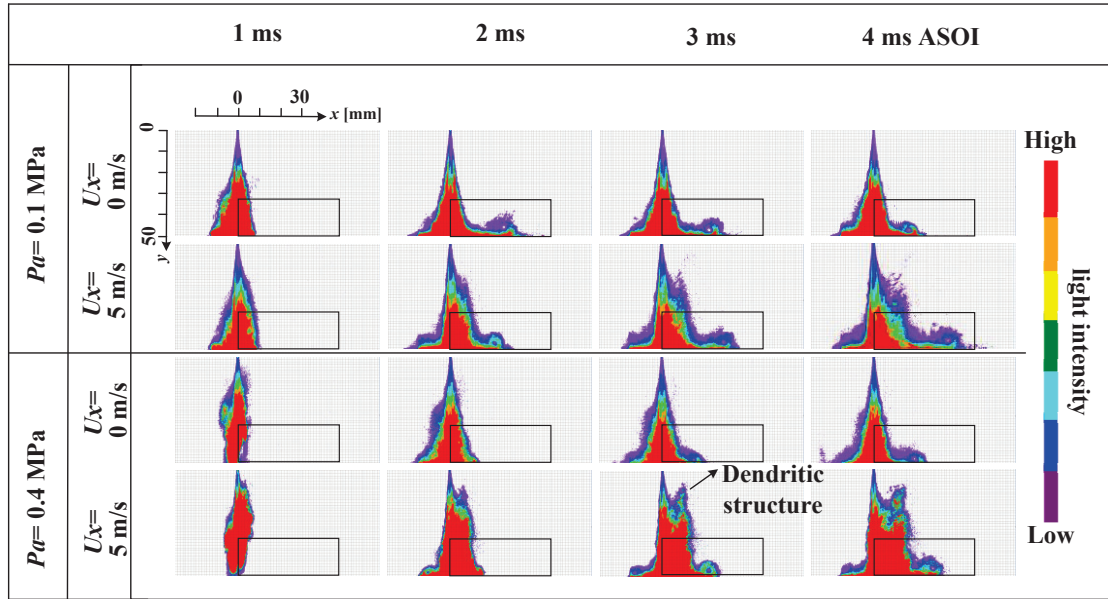 1 ms
2 ms
3 ms
4 ms ASOI
0
30
x [mm]
0
50
y
Pa= 0.1 MPa
Ux=
0 m/s
Ux=
5 m/s
Pa= 0.4 MPa
Ux=
0 m/s
Ux=
5 m/s
Dendritic
structure
High
light intensity
Low